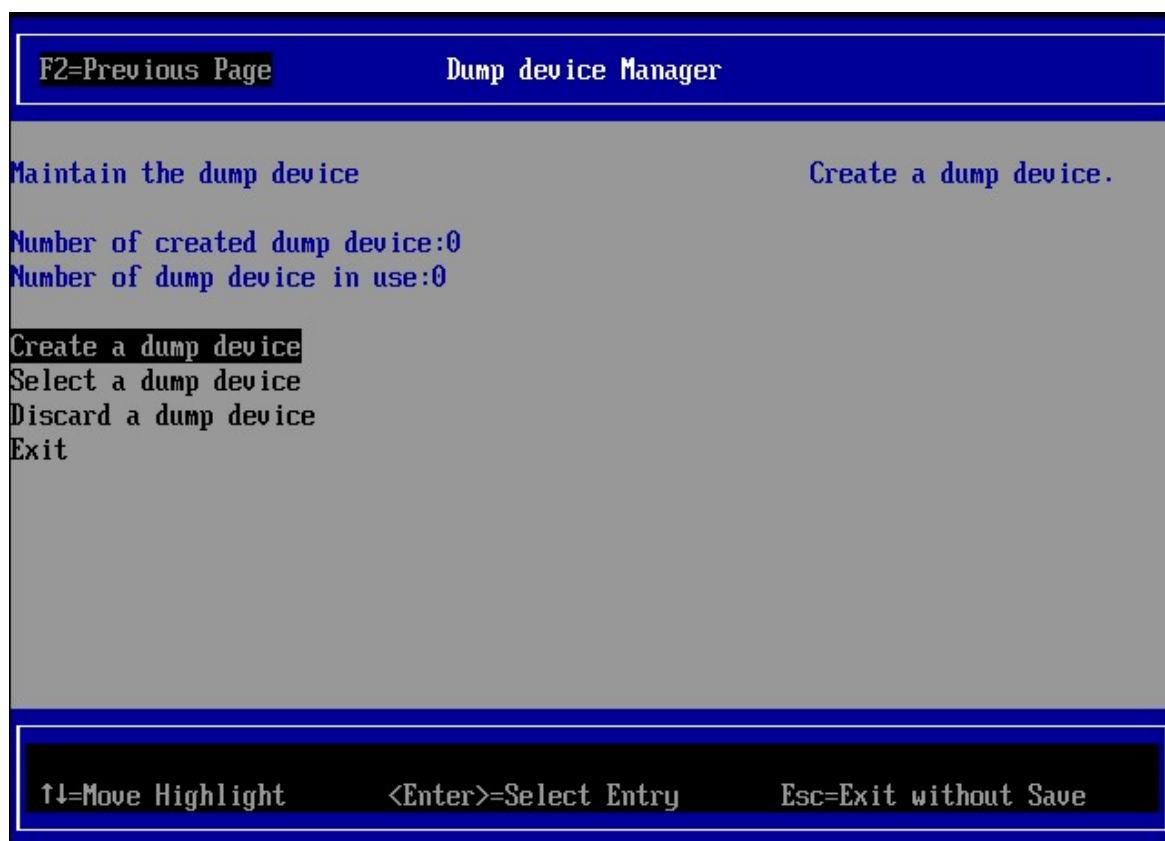 F2=Previous Page Dump device Manager
Maintain the dump device Create a dump device.
Number of created dump device:0
Number of dump device in use:0
Create a dump device
Select a dump device
Discard a dump device
Exit
↑↓=Move Highlight <Enter>=Select Entry Esc=Exit without Save